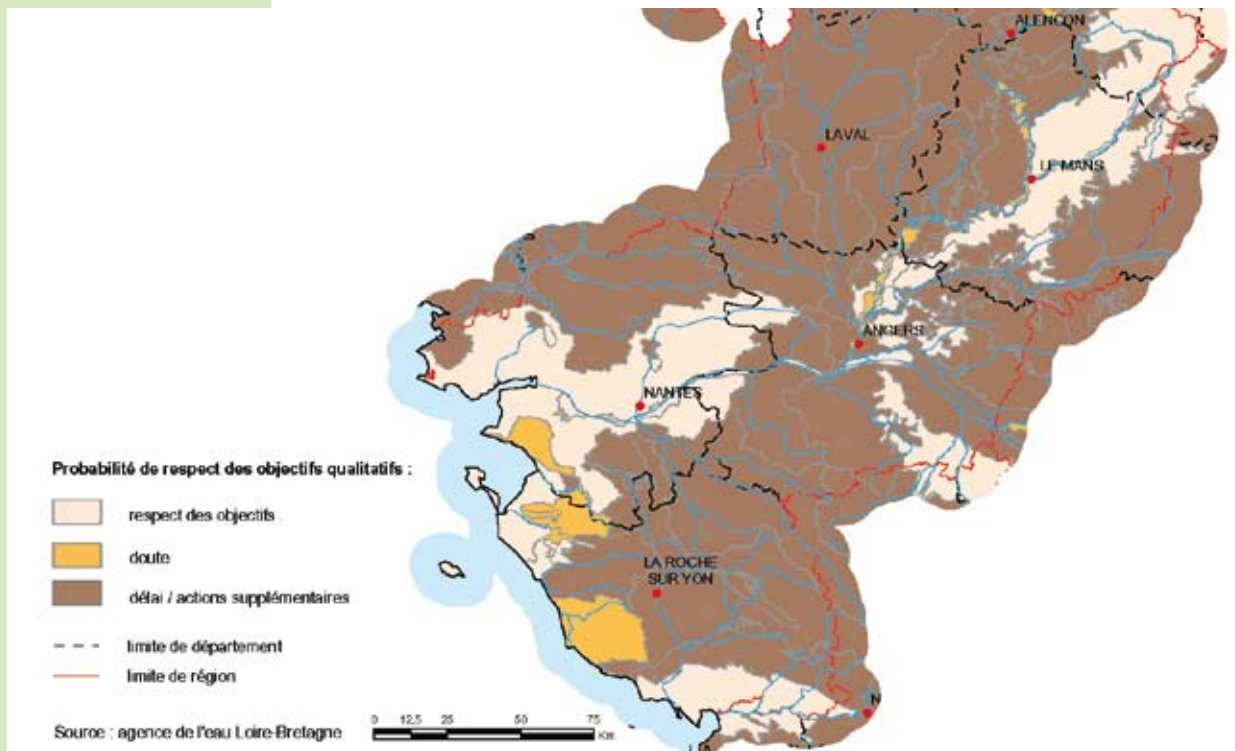 ALENÇON
LAVAL
LE MANS
ANGERS
NANTES
Probabilité de respect des objectifs qualitatifs :
respect des objectifs
doute
délai / actions supplémentaires
limite de département
limite de région
LA ROCHE
SUR YON
N
Source : agence de l'eau Loire-Bretagne
0 12,5 25 50 75
Km